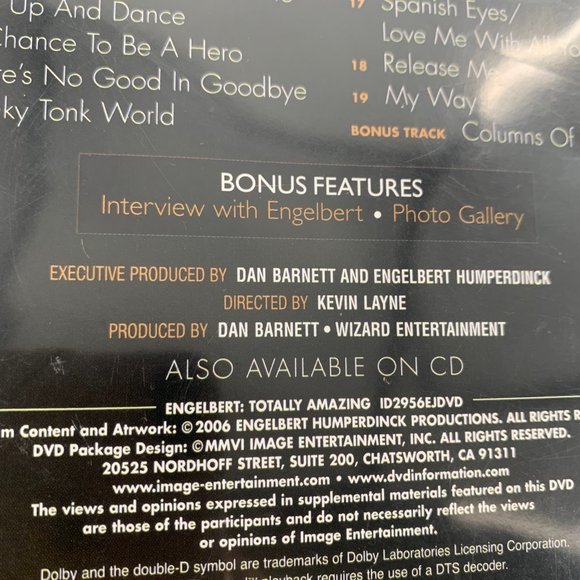 Up And Dance
Chance To Be A Hero
re's No Good In Goodbye
ky Tonk World
17 Spanish Eyes/
Love Me With All Yo
18 Release Me
19 My Way
BONUS TRACK Columns Of
BONUS FEATURES
Interview with Engelbert • Photo Gallery
EXECUTIVE PRODUCED BY DAN BARNETT AND ENGELBERT HUMPERDINCK
DIRECTED BY KEVIN LAYNE
PRODUCED BY DAN BARNETT • WIZARD ENTERTAINMENT
ALSO AVAILABLE ON CD
ENGELBERT: TOTALLY AMAZING ID2956EJDVD
m Content and Atrwork: ©2006 ENGELBERT HUMPERDINCK PRODUCTIONS. ALL RIGHTS R
DVD Package Design: ©MMVI IMAGE ENTERTAINMENT, INC. ALL RIGHTS RESERVED.
20525 NORDHOFF STREET, SUITE 200, CHATSWORTH, CA 91311
www.image-entertainment.com • www.dvdinformation.com
The views and opinions expressed in supplemental materials featured on this DVD
are those of the participants and do not necessarily reflect the views
or opinions of Image Entertainment.
Dolby and the double-D symbol are trademarks of Dolby Laboratories Licensing Corporation.
playback requires the use of a DTS decoder.